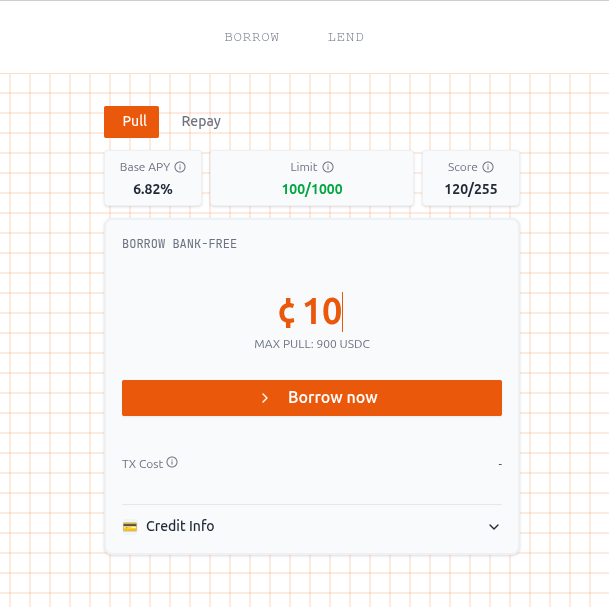 BORROW LEND
Pull Repay
Base APY Limit Score
6.82% 100/1000 120/255
BORROW BANK-FREE
¢ 10
MAX PULL: 900 USDC
Borrow now
TX Cost -
Credit Info